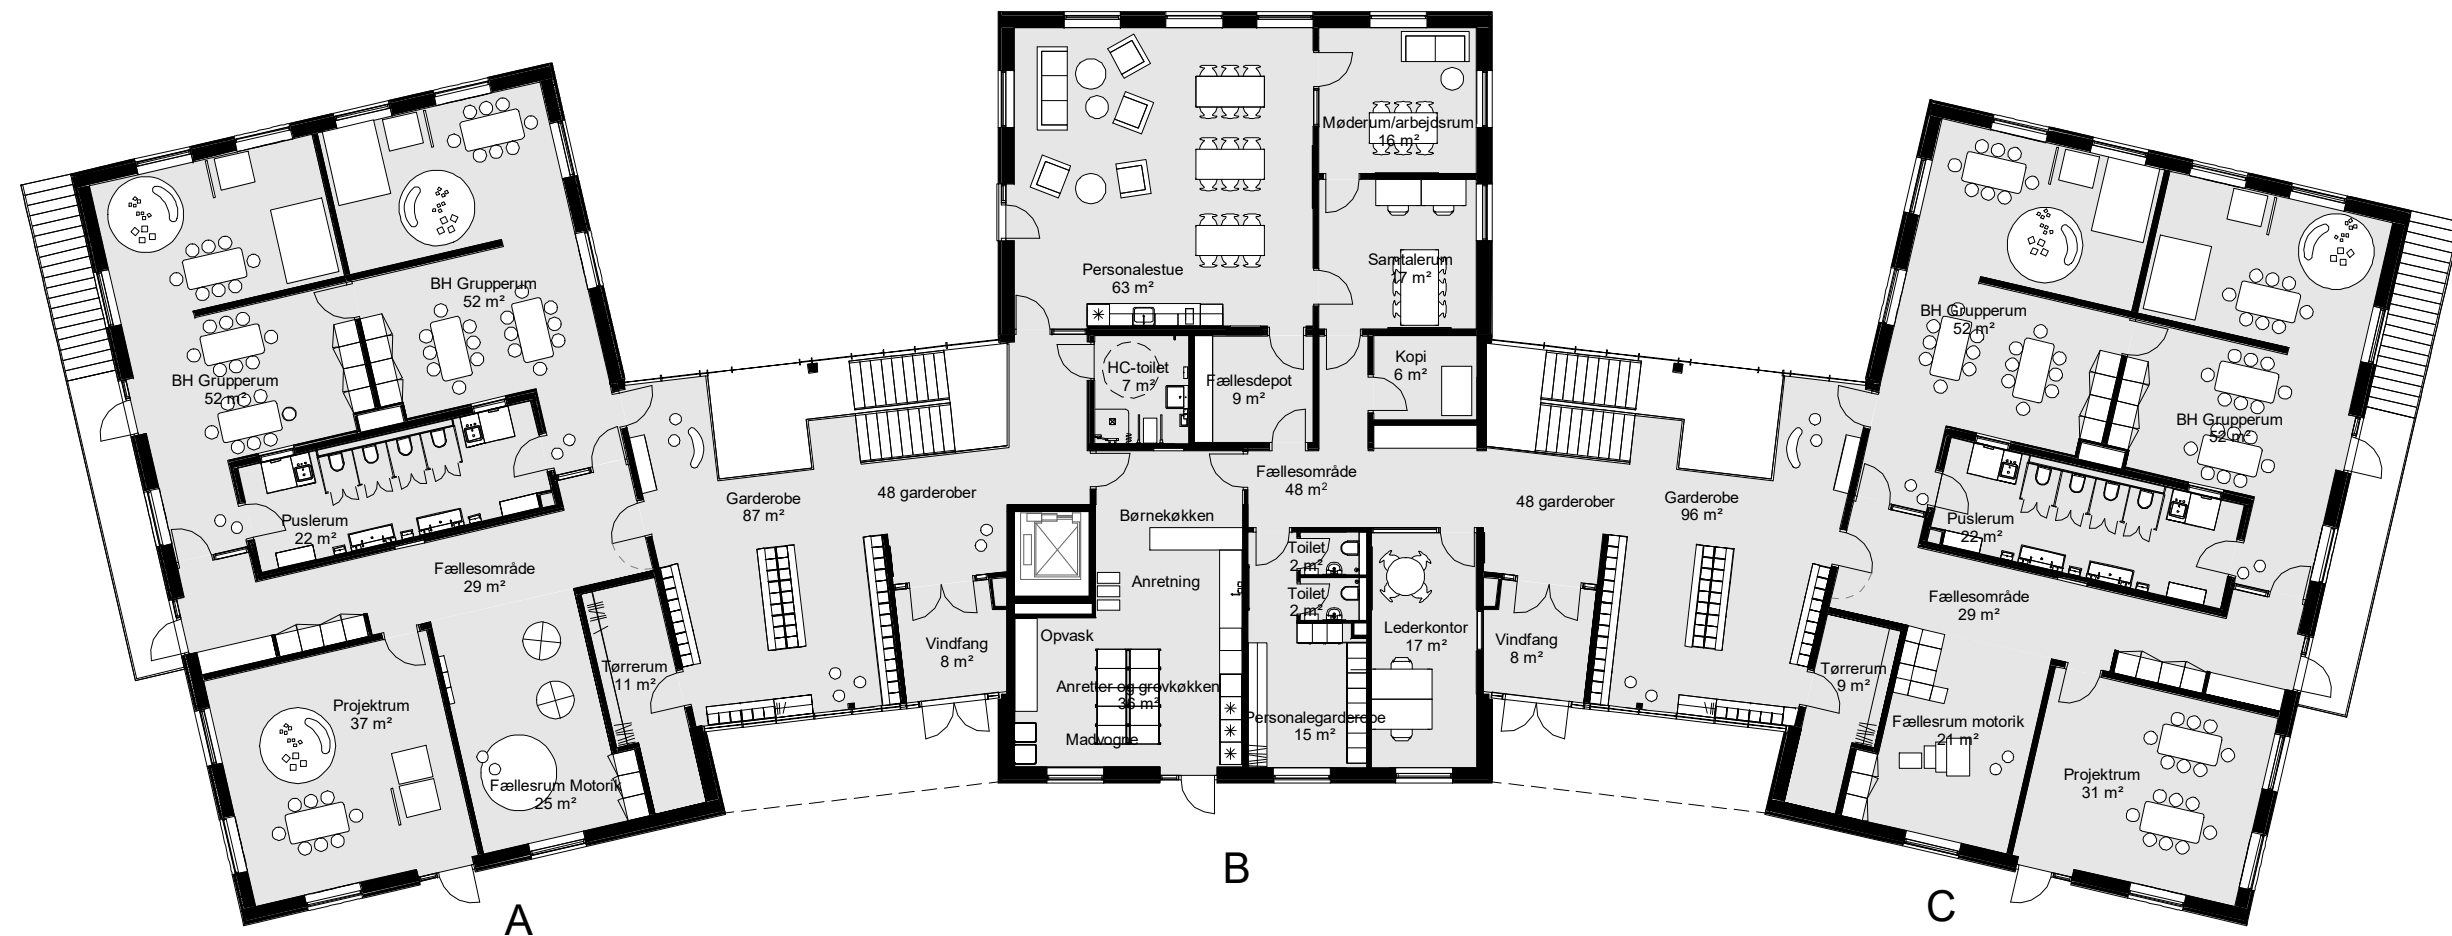 BH Grupperum
52 m²
BH Grupperum
52 m²
Puslerum
22 m²
Fællesområde
29 m²
Projektrum
37 m²
Fællesrum Motorik
25 m²
Tørrerum
11 m²
Garderobe
87 m²
48 garderober
Vindfang
8 m²
A
Personalestue
63 m²
Møderum/arbejdsrum
16 m²
Samtalerum
17 m²
HC-toilet
7 m²
Fællesdepot
9 m²
Kopi
6 m²
Fællesområde
48 m²
Børnekøkken
Anretning
Opvask
Anretter og grovkøkken
36 m²
Madvogne
Toilet
2 m²
Toilet
2 m²
Personalegarderobe
15 m²
Lederkontor
17 m²
B
48 garderober
Garderobe
96 m²
Vindfang
8 m²
BH Grupperum
52 m²
BH Grupperum
52 m²
Puslerum
22 m²
Fællesområde
29 m²
Tørrerum
9 m²
Fællesrum motorik
21 m²
Projektrum
31 m²
C